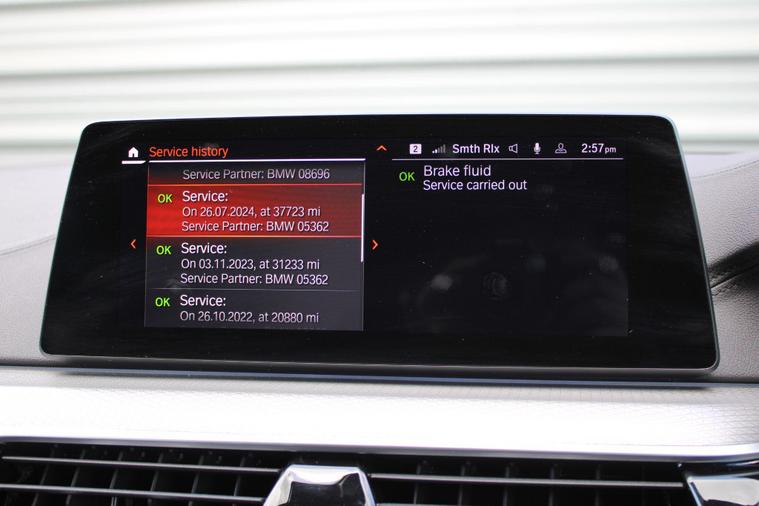 Service history
2 Smth Rlx 2:57pm
Service Partner: BMW 08696
OK Service:
On 26.07.2024, at 37723 mi
Service Partner: BMW 05362
OK Service:
On 03.11.2023, at 31233 mi
Service Partner: BMW 05362
OK Service:
On 26.10.2022, at 20880 mi
OK Brake fluid
Service carried out